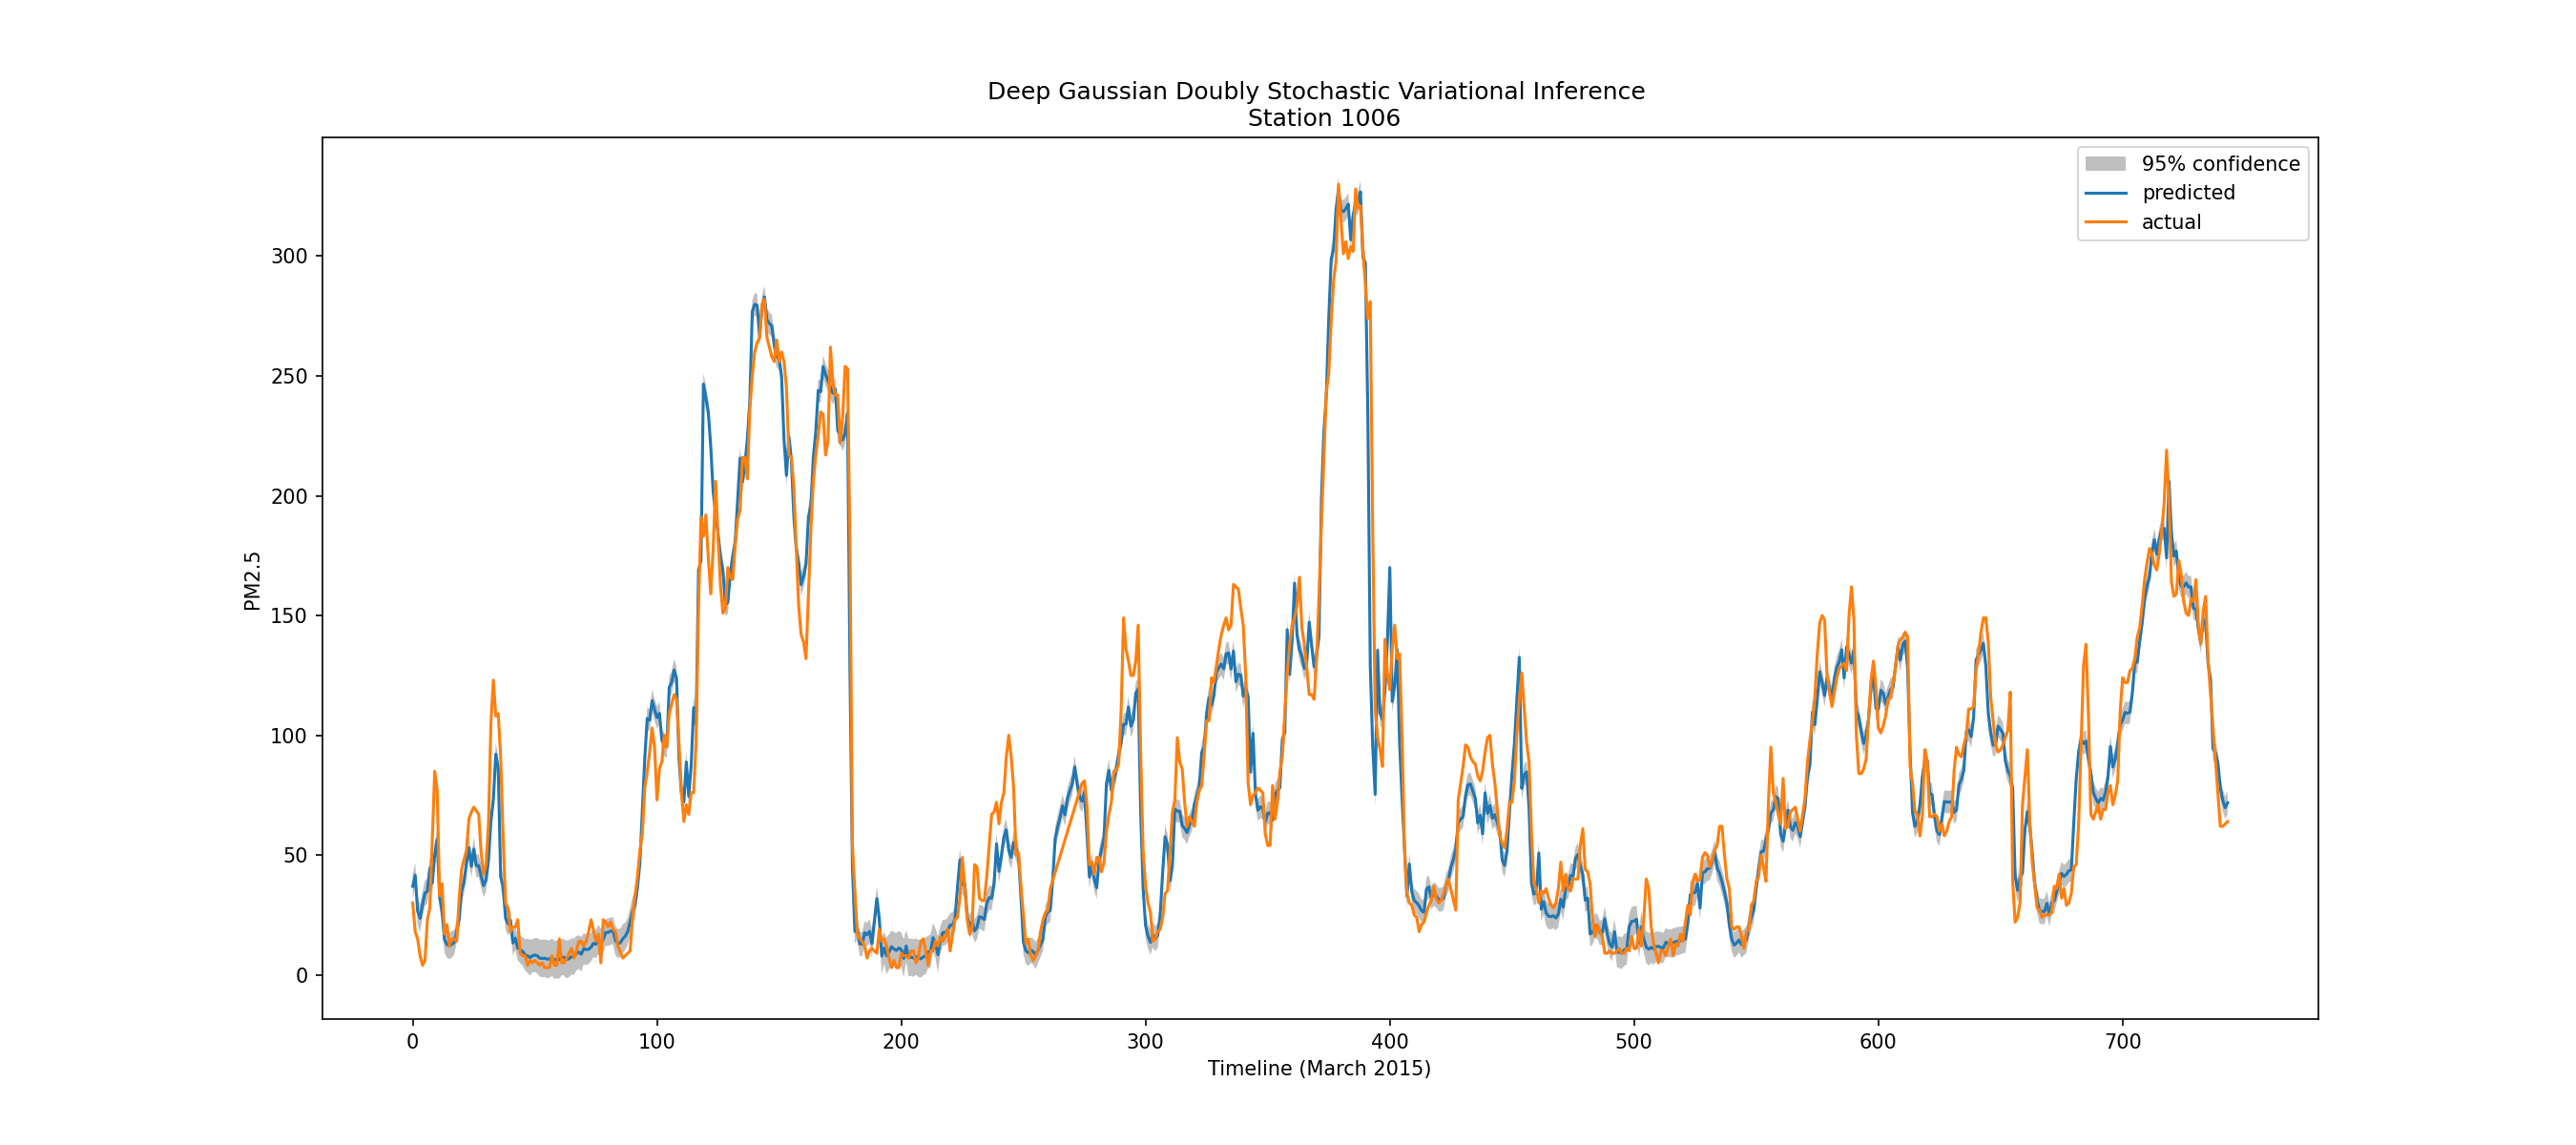 Deep Gaussian Doubly Stochastic Variational Inference
Station 1006
95% confidence
predicted
actual
300
250
200
150
100
50
0
PM2.5
0 100 200 300 400 500 600 700
Timeline (March 2015)